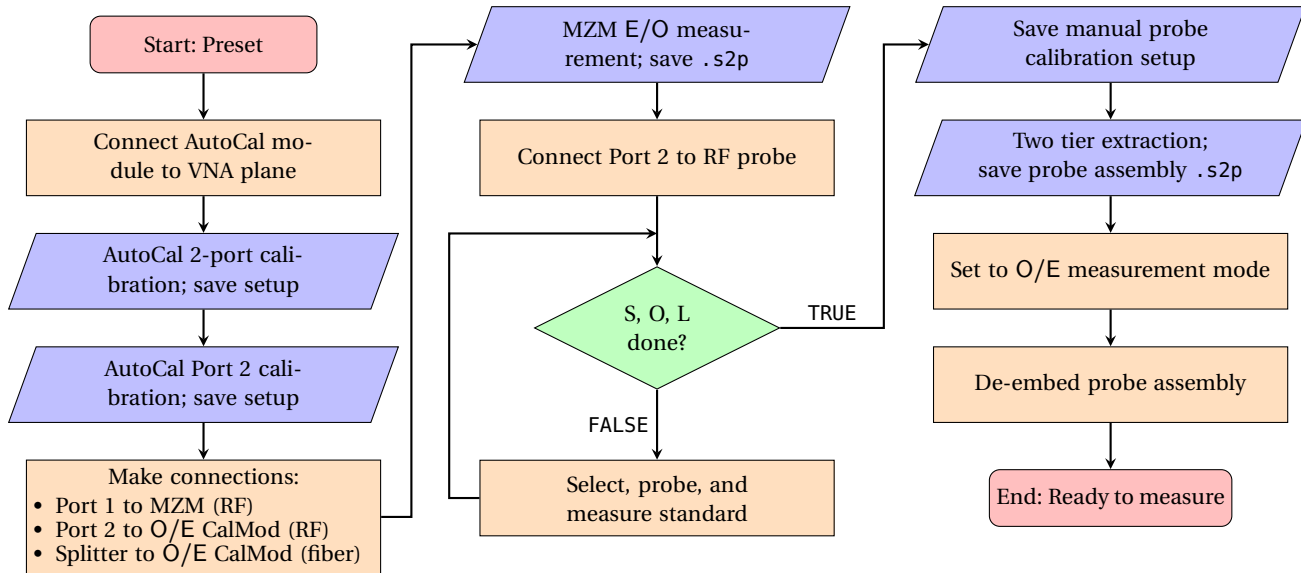 Start: Preset
Connect AutoCal mo-
dule to VNA plane
AutoCal 2-port cali-
bration; save setup
AutoCal Port 2 cali-
bration; save setup
Make connections:
• Port 1 to MZM (RF)
• Port 2 to O/E CalMod (RF)
• Splitter to O/E CalMod (fiber)
MZM E/O measu-
rement; save .s2p
Connect Port 2 to RF probe
S, O, L
done?
TRUE
FALSE
Select, probe, and
measure standard
Save manual probe
calibration setup
Two tier extraction;
save probe assembly .s2p
Set to O/E measurement mode
De-embed probe assembly
End: Ready to measure